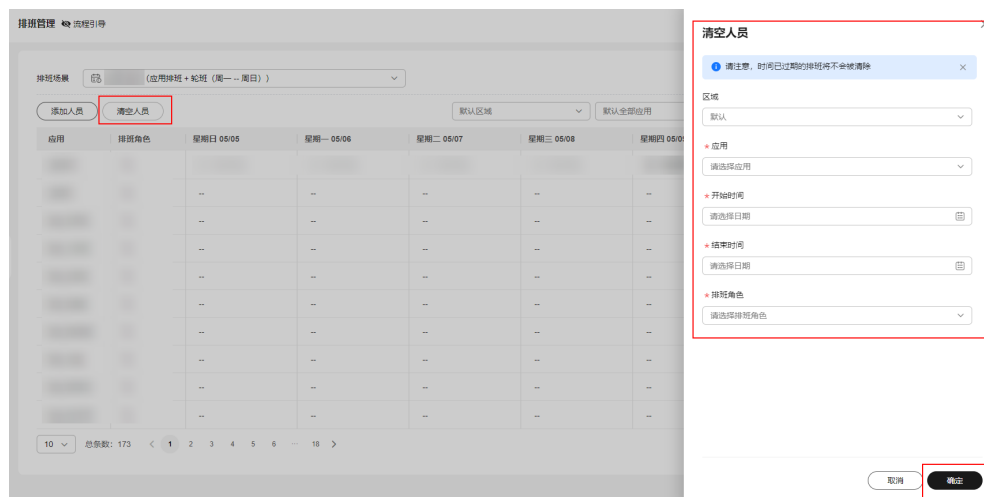 排班管理 流程引导
排班场景 (应用排班 + 轮班 (周一 -- 周日) )
添加人员 清空人员 默认区域 默认全部应用
应用 排班角色 星期日 05/05 星期一 05/06 星期二 05/07 星期三 05/08 星期四 05/0
-- -- -- -- --
-- -- -- -- --
-- -- -- -- --
-- -- -- -- --
-- -- -- -- --
-- -- -- -- --
-- -- -- -- --
-- -- -- -- --
-- -- -- -- --
10 总条数: 173 < 1 2 3 4 5 6 ··· 18 >
清空人员
请注意，时间已过期的排班将不会被清除
区域
默认
* 应用
请选择应用
* 开始时间
请选择日期
* 结束时间
请选择日期
* 排班角色
请选择排班角色
取消 确定